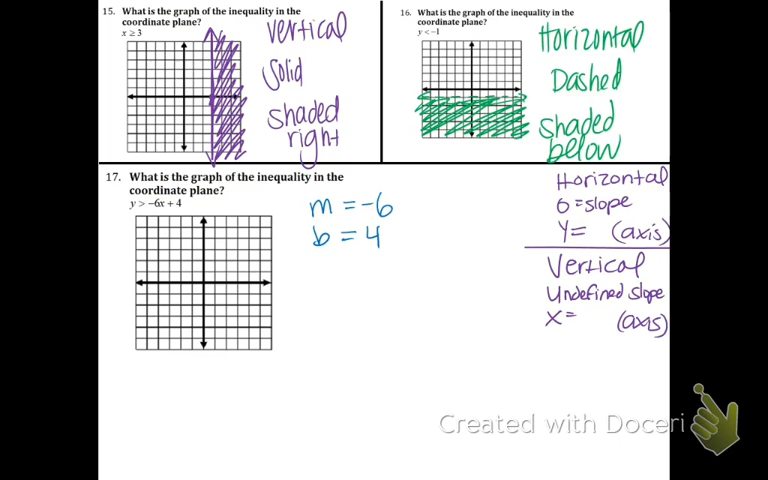 15. What is the graph of the inequality in the
coordinate plane?
x ≥ 3
Vertical
Solid
Shaded
right
16. What is the graph of the inequality in the
coordinate plane?
y < -1
Horizontal
Dashed
Shaded
below
17. What is the graph of the inequality in the
coordinate plane?
y > -6x + 4
m = -6
b = 4
Horizontal
0 = slope
Y = (axis)
Vertical
Undefined slope
X = (axis)
Created with Doceri